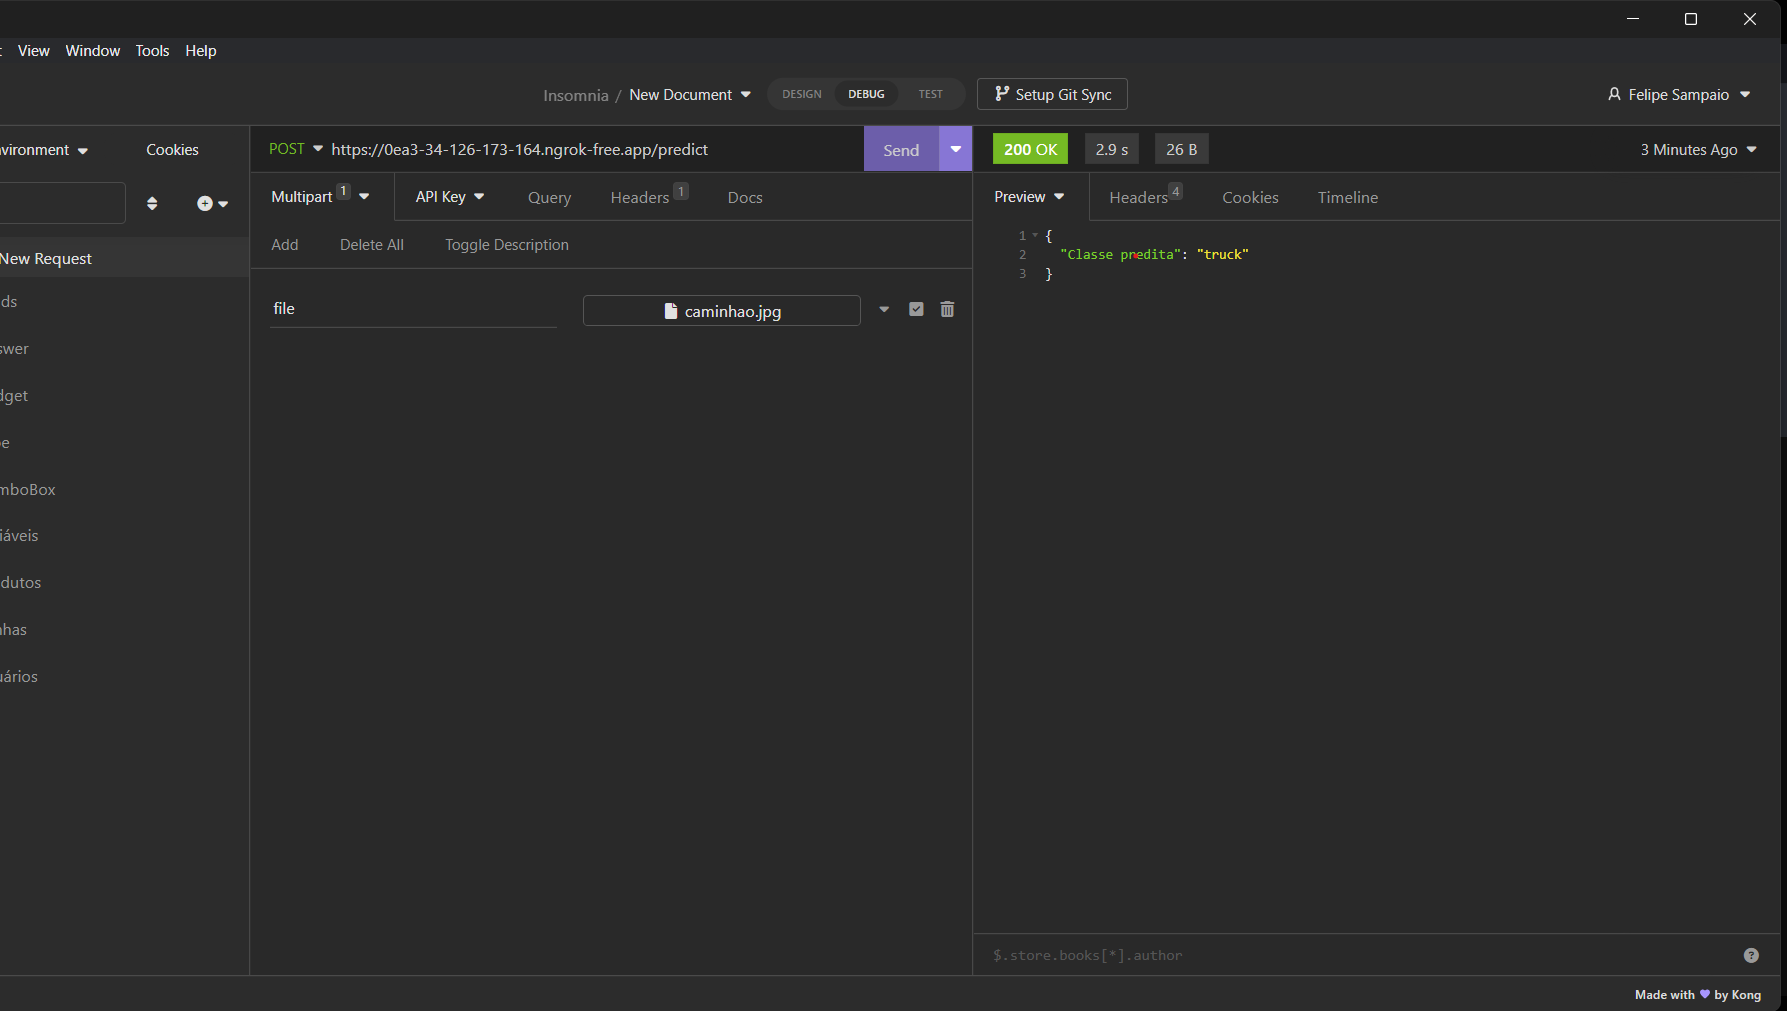 View Window Tools Help
Insomnia / New Document DESIGN DEBUG TEST Setup Git Sync Felipe Sampaio
vironment Cookies
POST https://0ea3-34-126-173-164.ngrok-free.app/predict Send
200 OK 2.9 s 26 B 3 Minutes Ago
Multipart 1 API Key Query Headers 1 Docs
Preview Headers 4 Cookies Timeline
Add Delete All Toggle Description
1 {
2 "Classe predita": "truck"
3 }
New Request
file caminhao.jpg
ds
swer
dget
e
mboBox
iáveis
dutos
nhas
uários
$.store.books[*].author
Made with 💜 by Kong